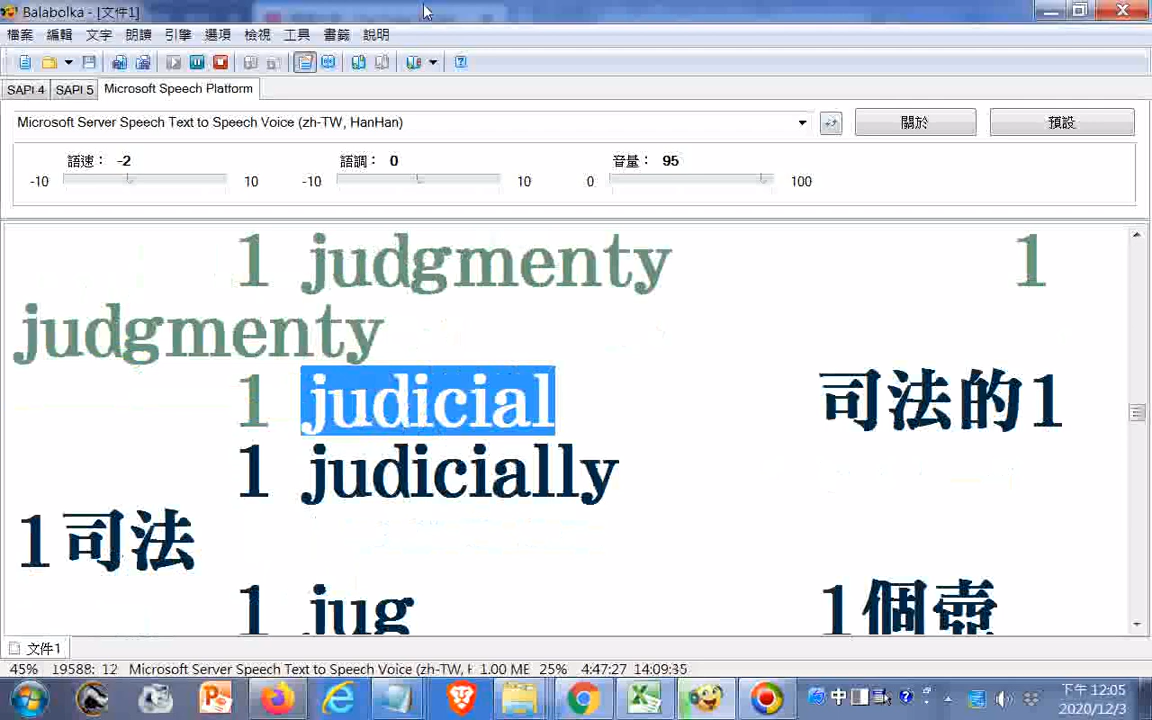 Balabolka - [文件1]
檔案 編輯 文字 朗讀 引擎 選項 檢視 工具 書籤 說明
SAPI 4 SAPI 5 Microsoft Speech Platform
Microsoft Server Speech Text to Speech Voice (zh-TW, HanHan) 關於 預設
語速： -2 語調： 0 音量： 95
-10 10 -10 10 0 100
1 judgmenty 1
judgmenty
1 judicial 司法的1
1 judicially
1司法
1 jug 1個壺
文件1
45% 19588: 12 Microsoft Server Speech Text to Speech Voice (zh-TW, H 1.00 ME 25% 4:47:27 14:09:35
中 下午 12:05
2020/12/3